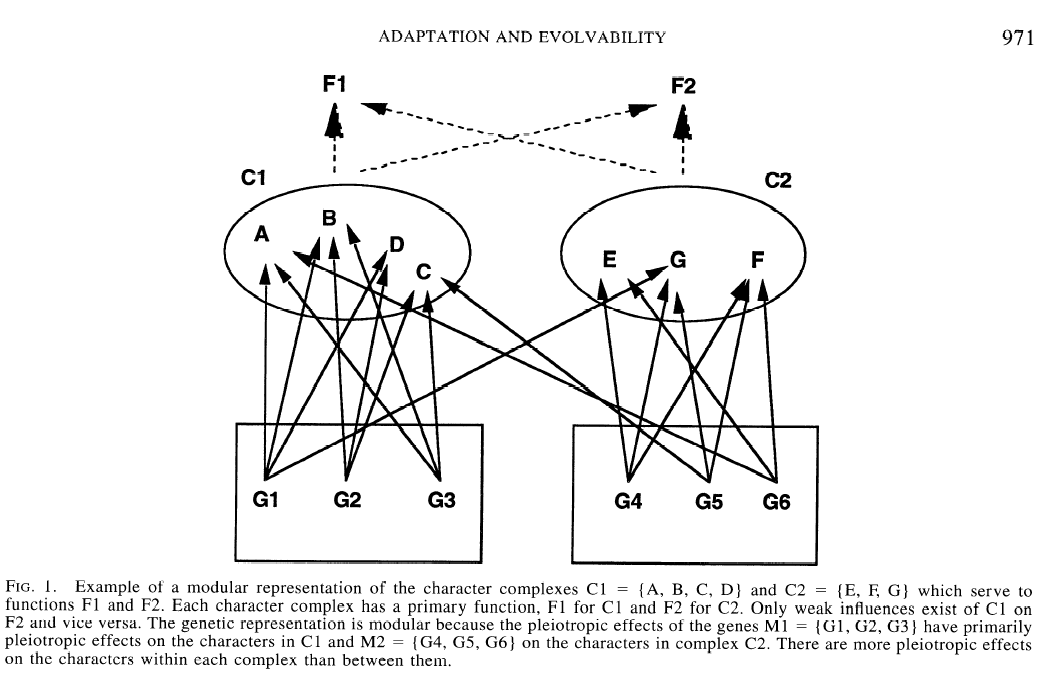 ADAPTATION AND EVOLVABILITY 971
F1 F2
C1 C2
A B D C E G F
G1 G2 G3 G4 G5 G6
FIG. 1. Example of a modular representation of the character complexes C1 = {A, B, C, D} and C2 = {E, F, G} which serve to
functions F1 and F2. Each character complex has a primary function, F1 for C1 and F2 for C2. Only weak influences exist of C1 on
F2 and vice versa. The genetic representation is modular because the pleiotropic effects of the genes M1 = {G1, G2, G3} have primarily
pleiotropic effects on the characters in C1 and M2 = {G4, G5, G6} on the characters in complex C2. There are more pleiotropic effects
on the characters within each complex than between them.